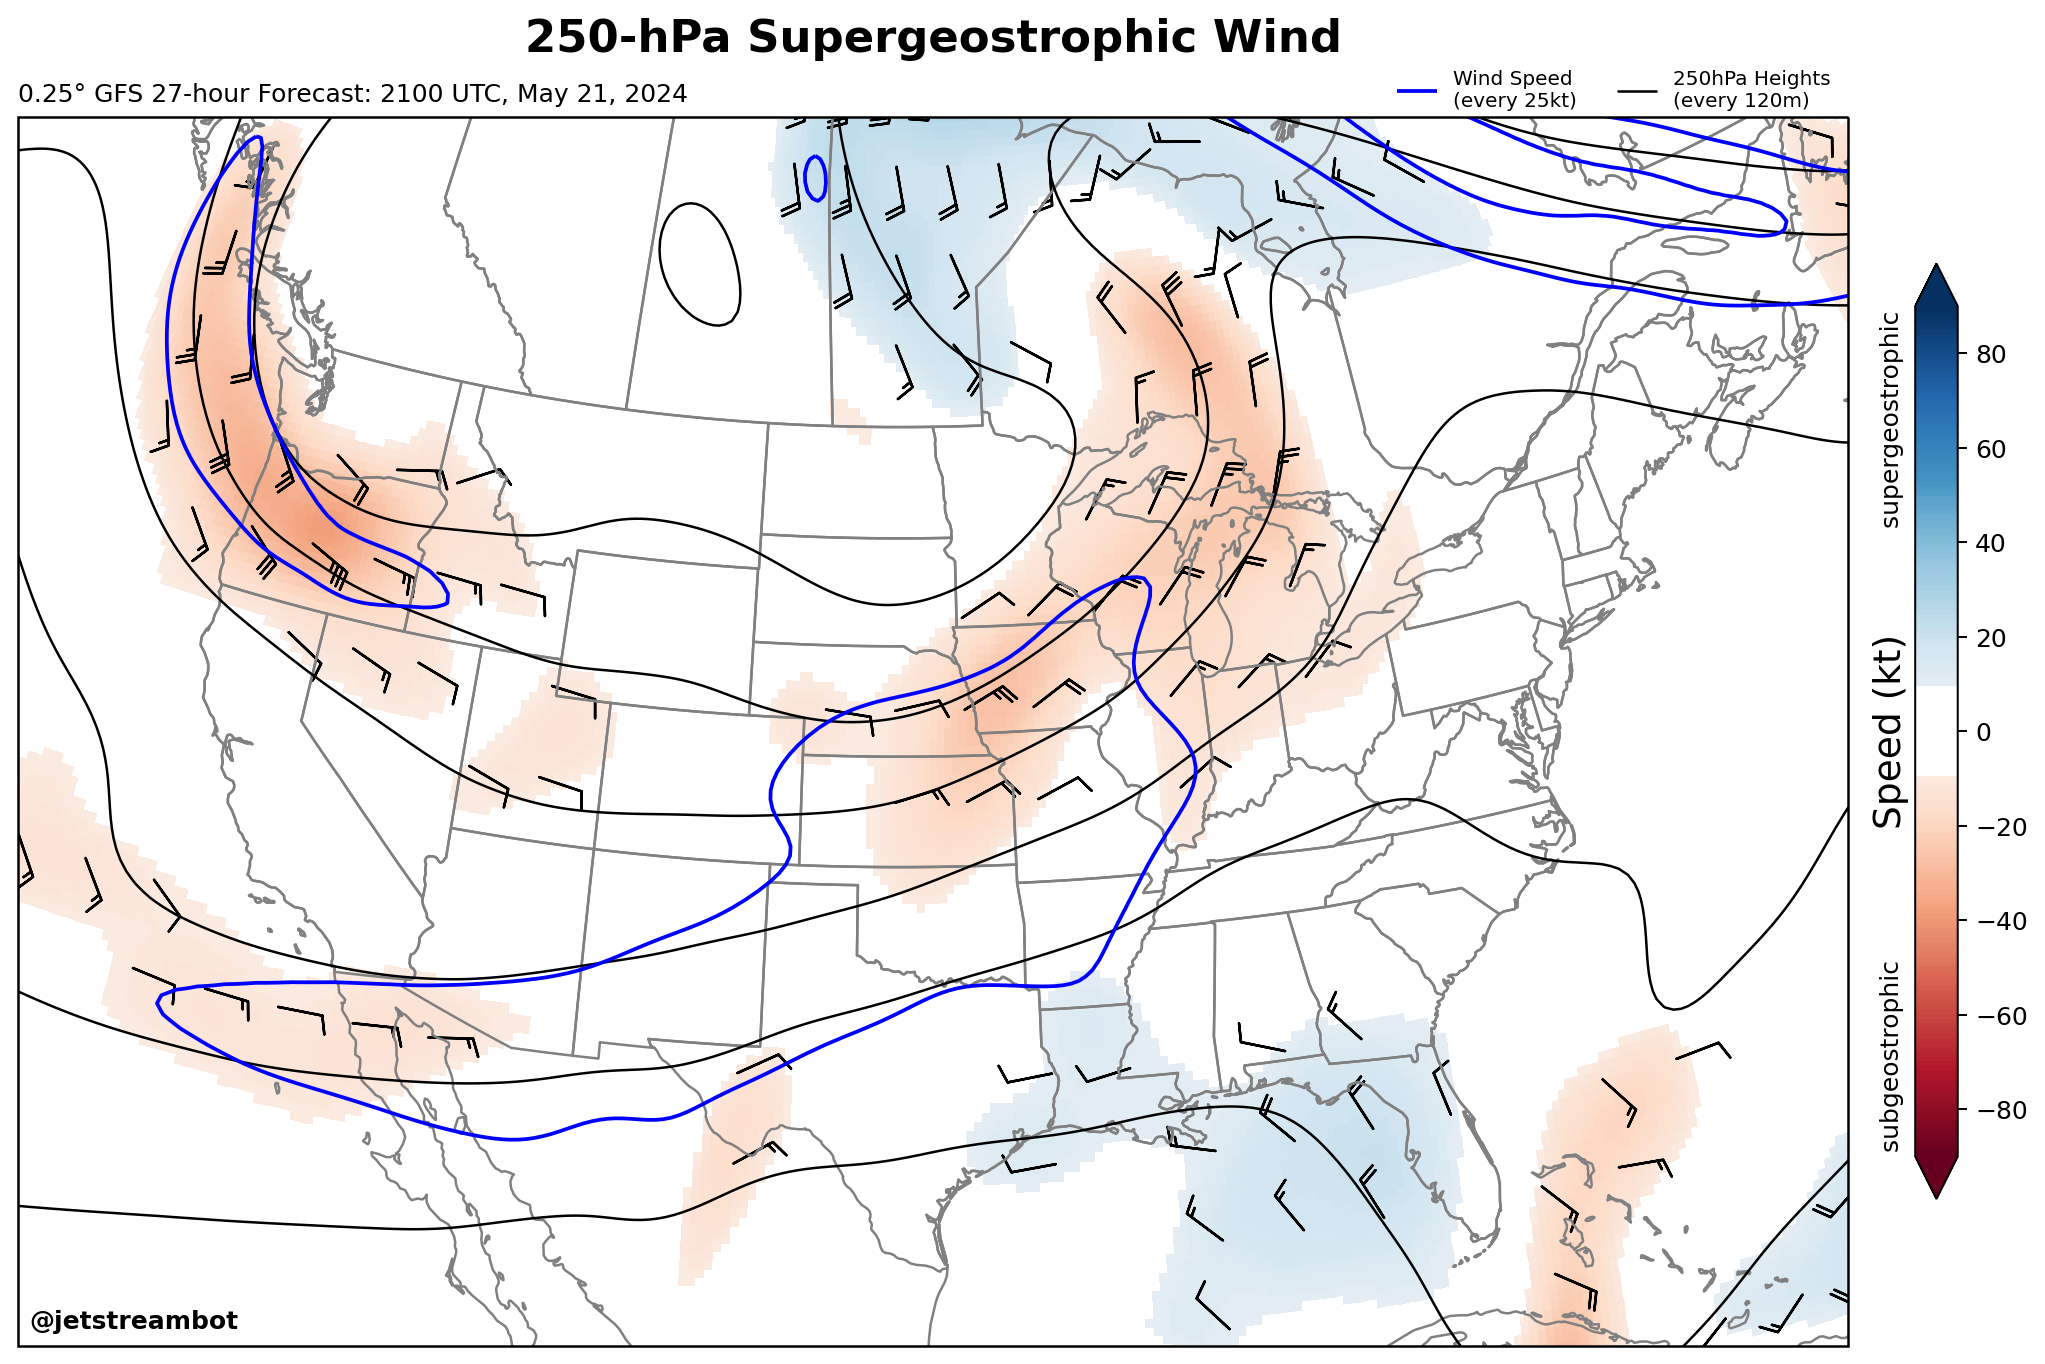 250-hPa Supergeostrophic Wind
0.25° GFS 27-hour Forecast: 2100 UTC, May 21, 2024
Wind Speed
(every 25kt)
250hPa Heights
(every 120m)
supergeostrophic
Speed (kt)
subgeostrophic
80
60
40
20
0
−20
−40
−60
−80
@jetstreambot